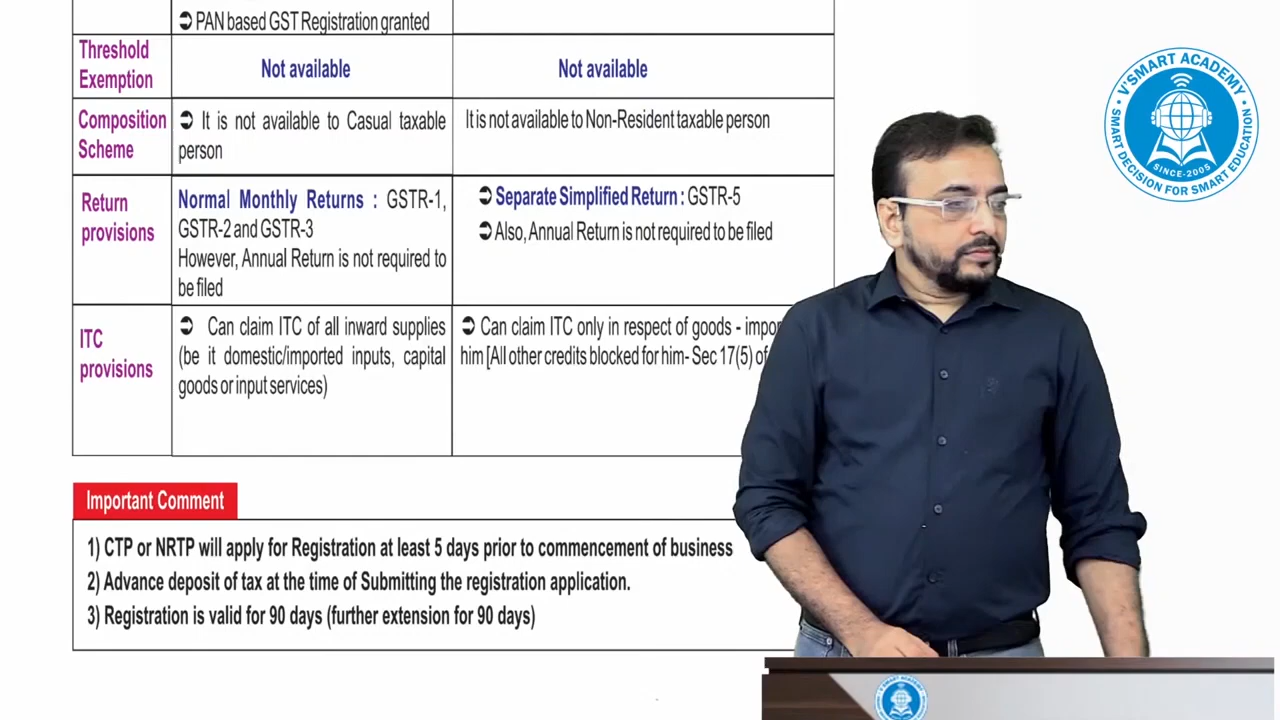 ➲ PAN based GST Registration granted
Threshold
Exemption
Not available
Not available
Composition
Scheme
➲ It is not available to Casual taxable
person
It is not available to Non-Resident taxable person
Return
provisions
Normal Monthly Returns : GSTR-1,
GSTR-2 and GSTR-3
However, Annual Return is not required to
be filed
➲ Separate Simplified Return : GSTR-5
➲ Also, Annual Return is not required to be filed
ITC
provisions
➲ Can claim ITC of all inward supplies
(be it domestic/imported inputs, capital
goods or input services)
➲ Can claim ITC only in respect of goods -
him [All other credits blocked for him- Sec 17(5) of
Important Comment
1) CTP or NRTP will apply for Registration at least 5 days prior to commencement of business
2) Advance deposit of tax at the time of Submitting the registration application.
3) Registration is valid for 90 days (further extension for 90 days)
V'SMART ACADEMY
SINCE-2005
SMART DECISION FOR SMART EDUCATION